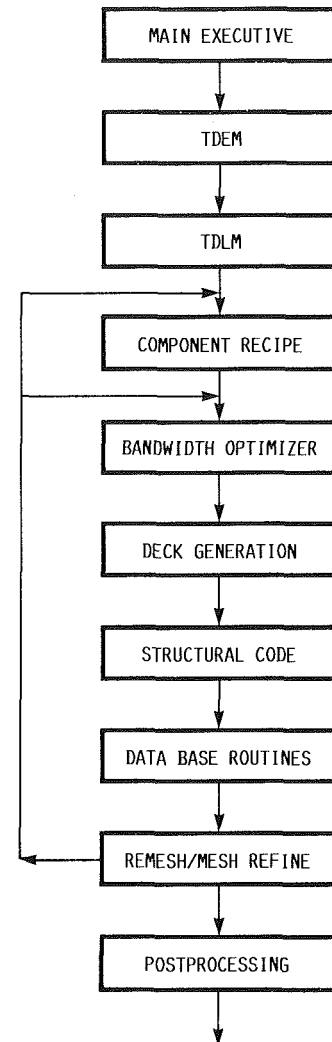 MAIN EXECUTIVE
TDEM
TDLM
COMPONENT RECIPE
BANDWIDTH OPTIMIZER
DECK GENERATION
STRUCTURAL CODE
DATA BASE ROUTINES
REMESH/MESH REFINE
POSTPROCESSING